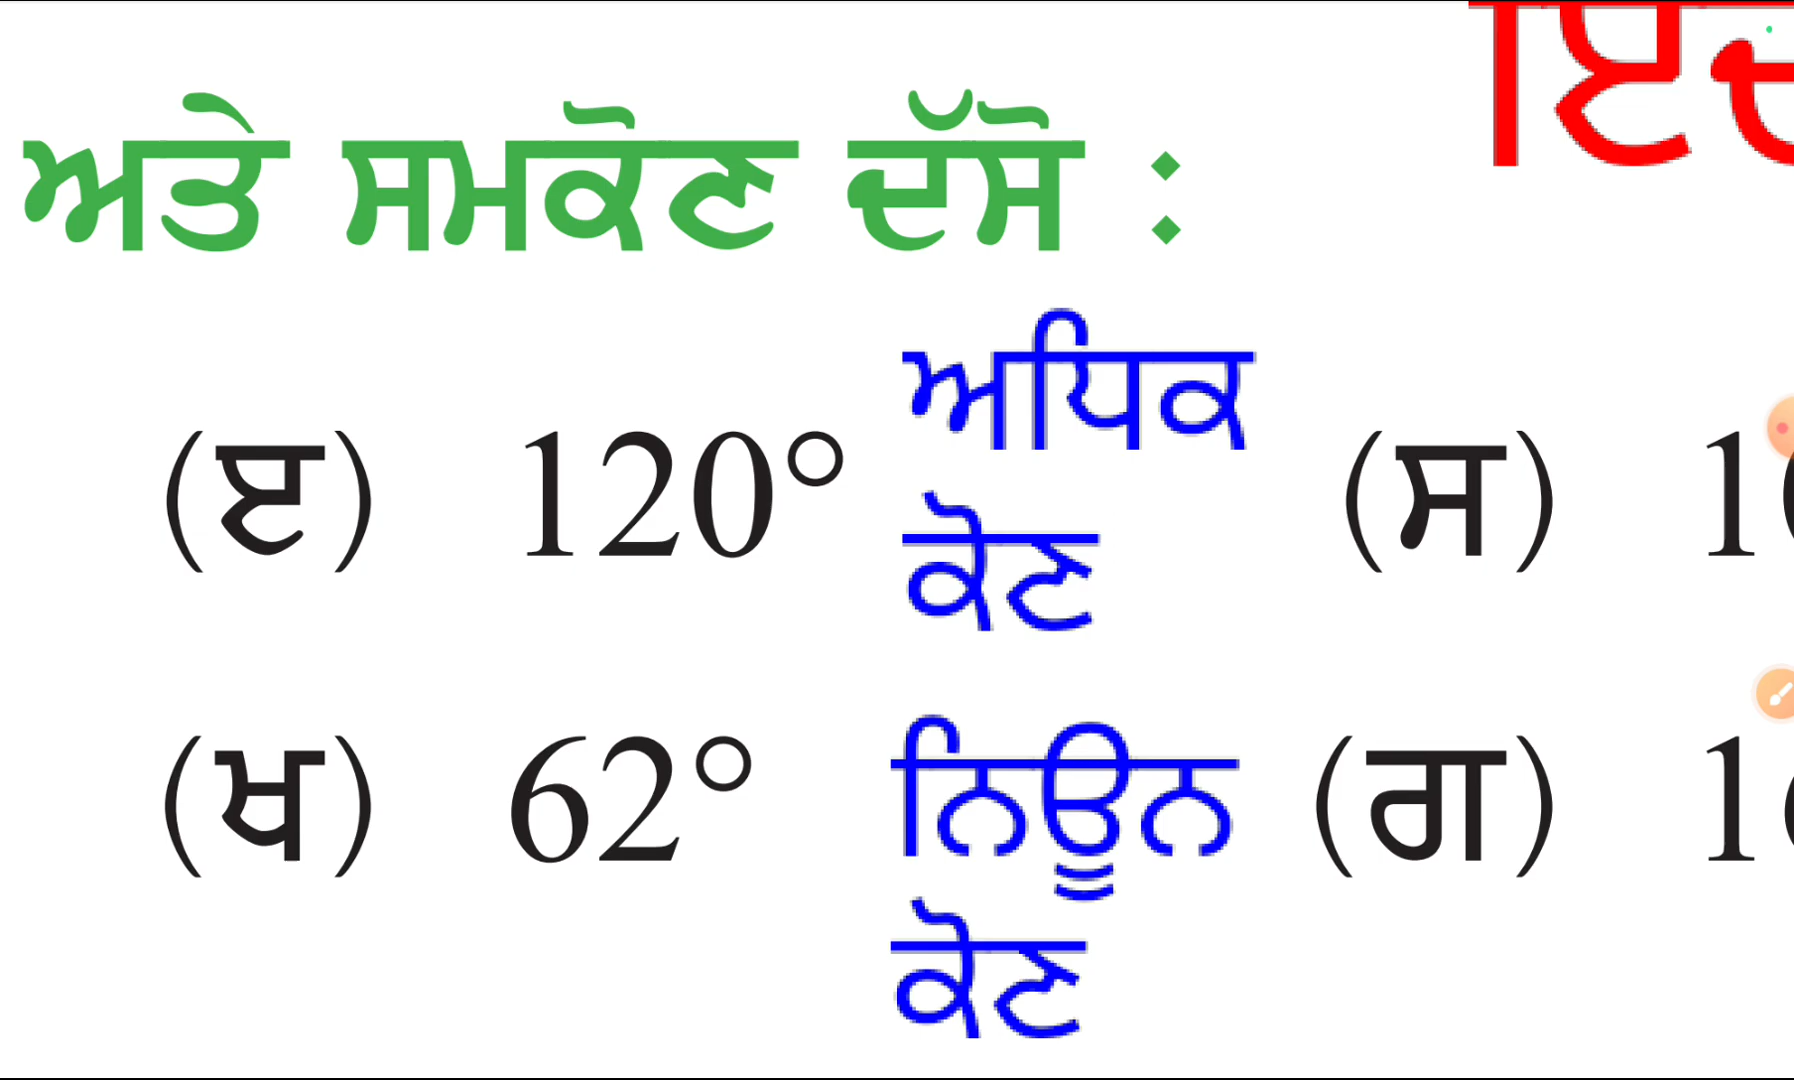 ਅਤੇ ਸਮਕੋਣ ਦੱਸੋ :
(ੲ) 120° ਅਧਿਕ ਕੋਣ (ਸ)
(ਖ) 62° ਨਿਊਨ ਕੋਣ (ਗ)